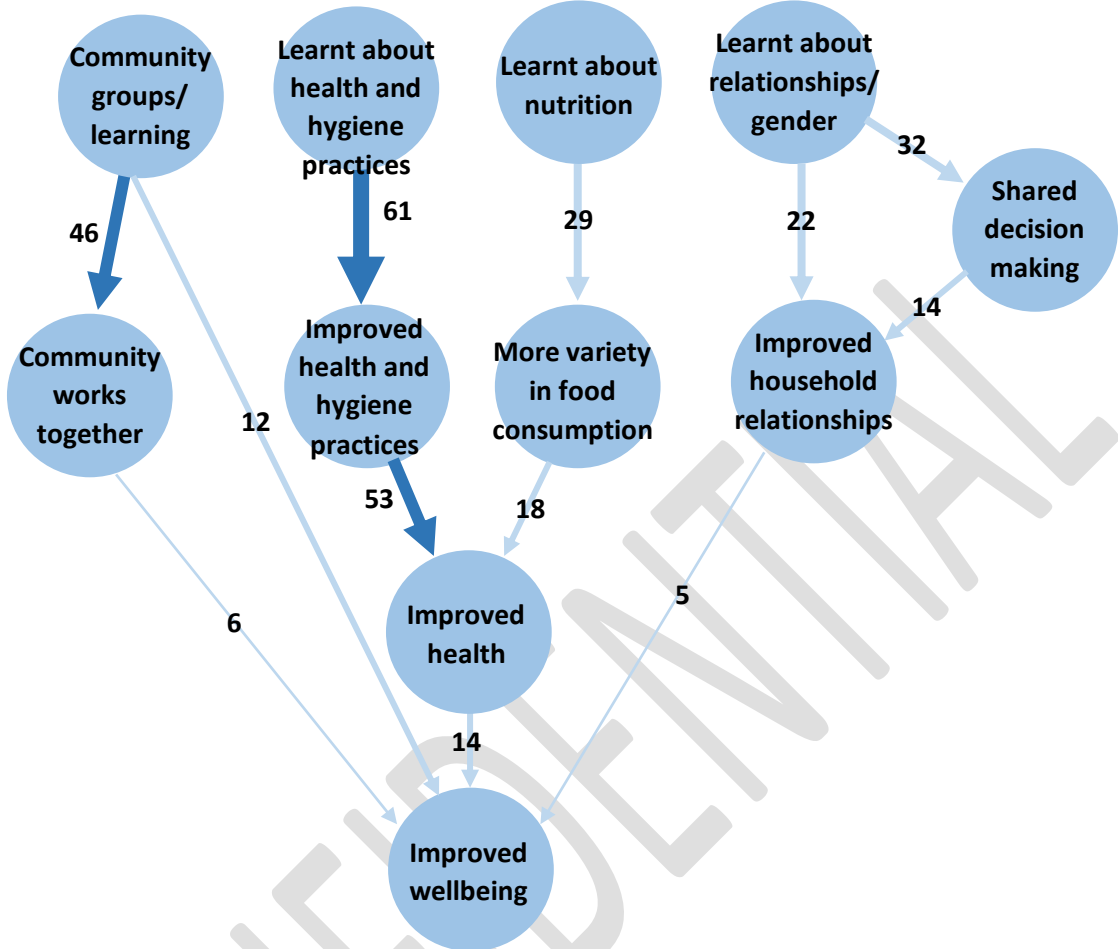 Community
groups/
learning
Learnt about
health and
hygiene
practices
Learnt about
nutrition
Learnt about
relationships/
gender
32
Shared
decision
making
46
61
29
22
14
Community
works
together
Improved
health and
hygiene
practices
More variety
in food
consumption
Improved
household
relationships
12
53
18
6
5
Improved
health
14
Improved
wellbeing